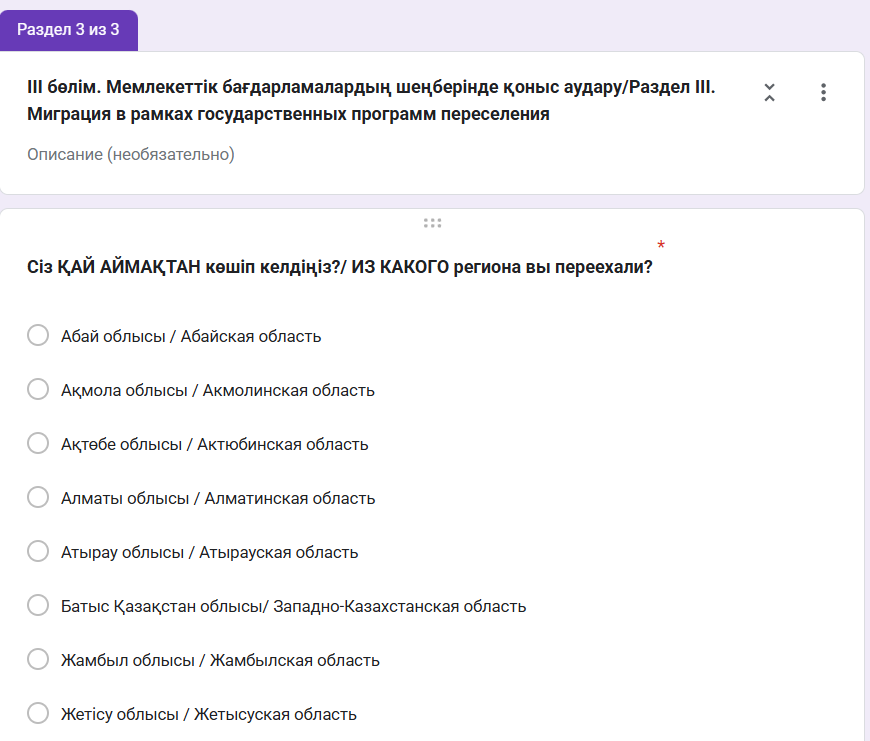 Раздел 3 из 3
III бөлім. Мемлекеттік бағдарламалардың шеңберінде қоныс аудару/Раздел III.
Миграция в рамках государственных программ переселения
Описание (необязательно)
Сіз ҚАЙ АЙМАҚТАН көшіп келдіңіз?/ ИЗ КАКОГО региона вы переехали? *
Абай облысы / Абайская область
Ақмола облысы / Акмолинская область
Ақтөбе облысы / Актюбинская область
Алматы облысы / Алматинская область
Атырау облысы / Атырауская область
Батыс Қазақстан облысы/ Западно-Казахстанская область
Жамбыл облысы / Жамбылская область
Жетісу облысы / Жетысуская область